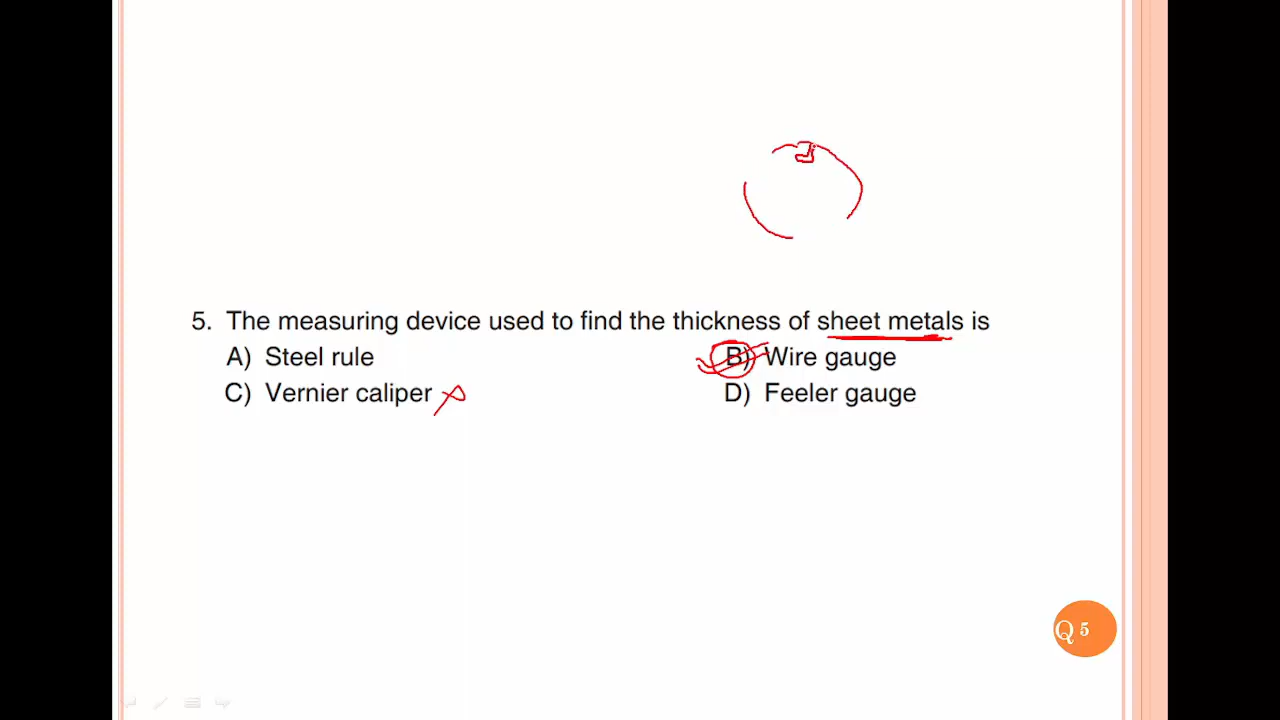 5. The measuring device used to find the thickness of sheet metals is
A) Steel rule B) Wire gauge
C) Vernier caliper D) Feeler gauge
Q 5